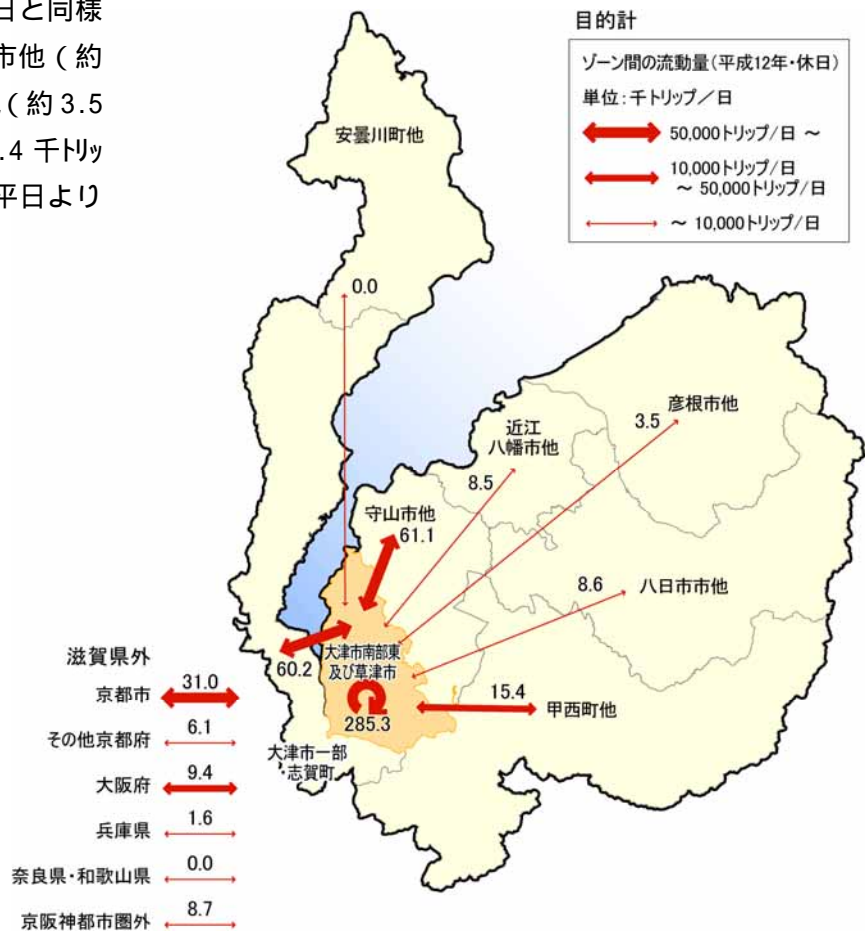 日と同様
市他（約
（約 3.5
.4 千トリッ
平日より
目的計
ゾーン間の流動量(平成12年・休日)
単位：千トリップ／日
50,000トリップ/日 ～
10,000トリップ/日
～ 50,000トリップ/日
～ 10,000トリップ/日
安曇川町他
0.0
彦根市他
3.5
近江
八幡市他
8.5
守山市他
61.1
八日市市他
8.6
60.2
大津市南部東
及び草津市
285.3
15.4
甲西町他
大津市一部
・志賀町
滋賀県外
京都市 31.0
その他京都府 6.1
大阪府 9.4
兵庫県 1.6
奈良県・和歌山県 0.0
京阪神都市圏外 8.7